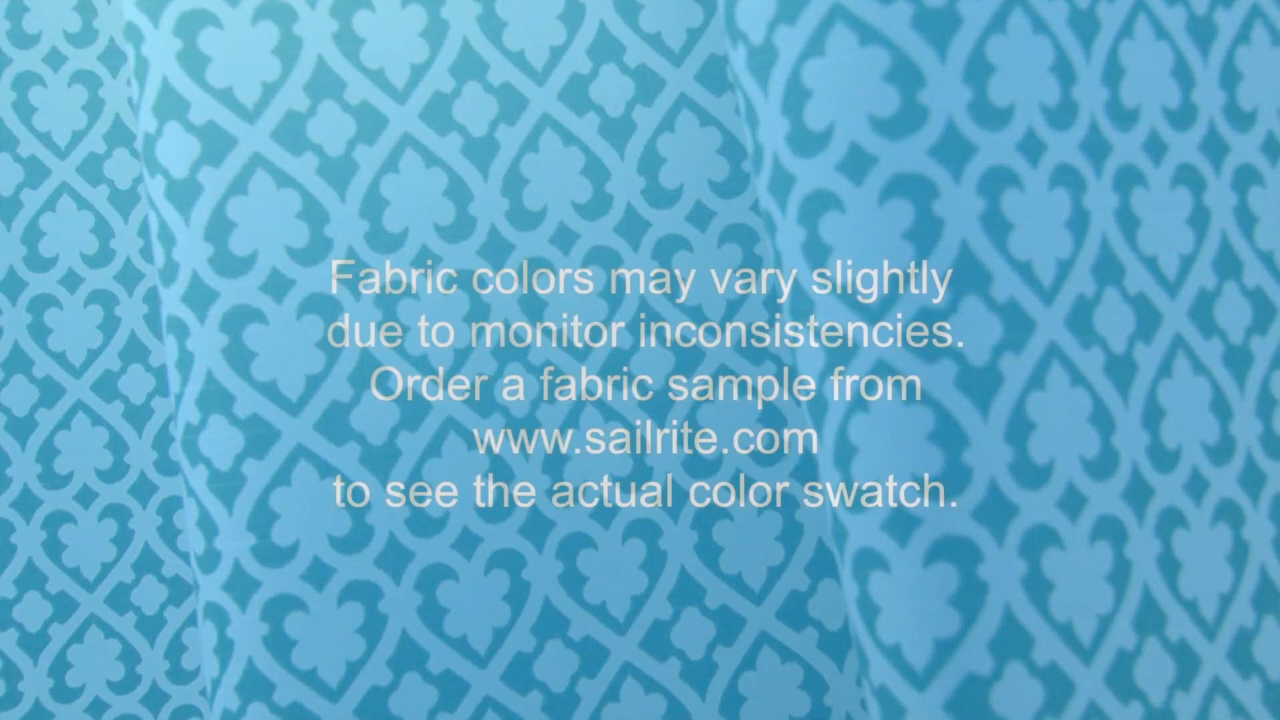 Fabric colors may vary slightly
due to monitor inconsistencies.
Order a fabric sample from
www.sailrite.com
to see the actual color swatch.